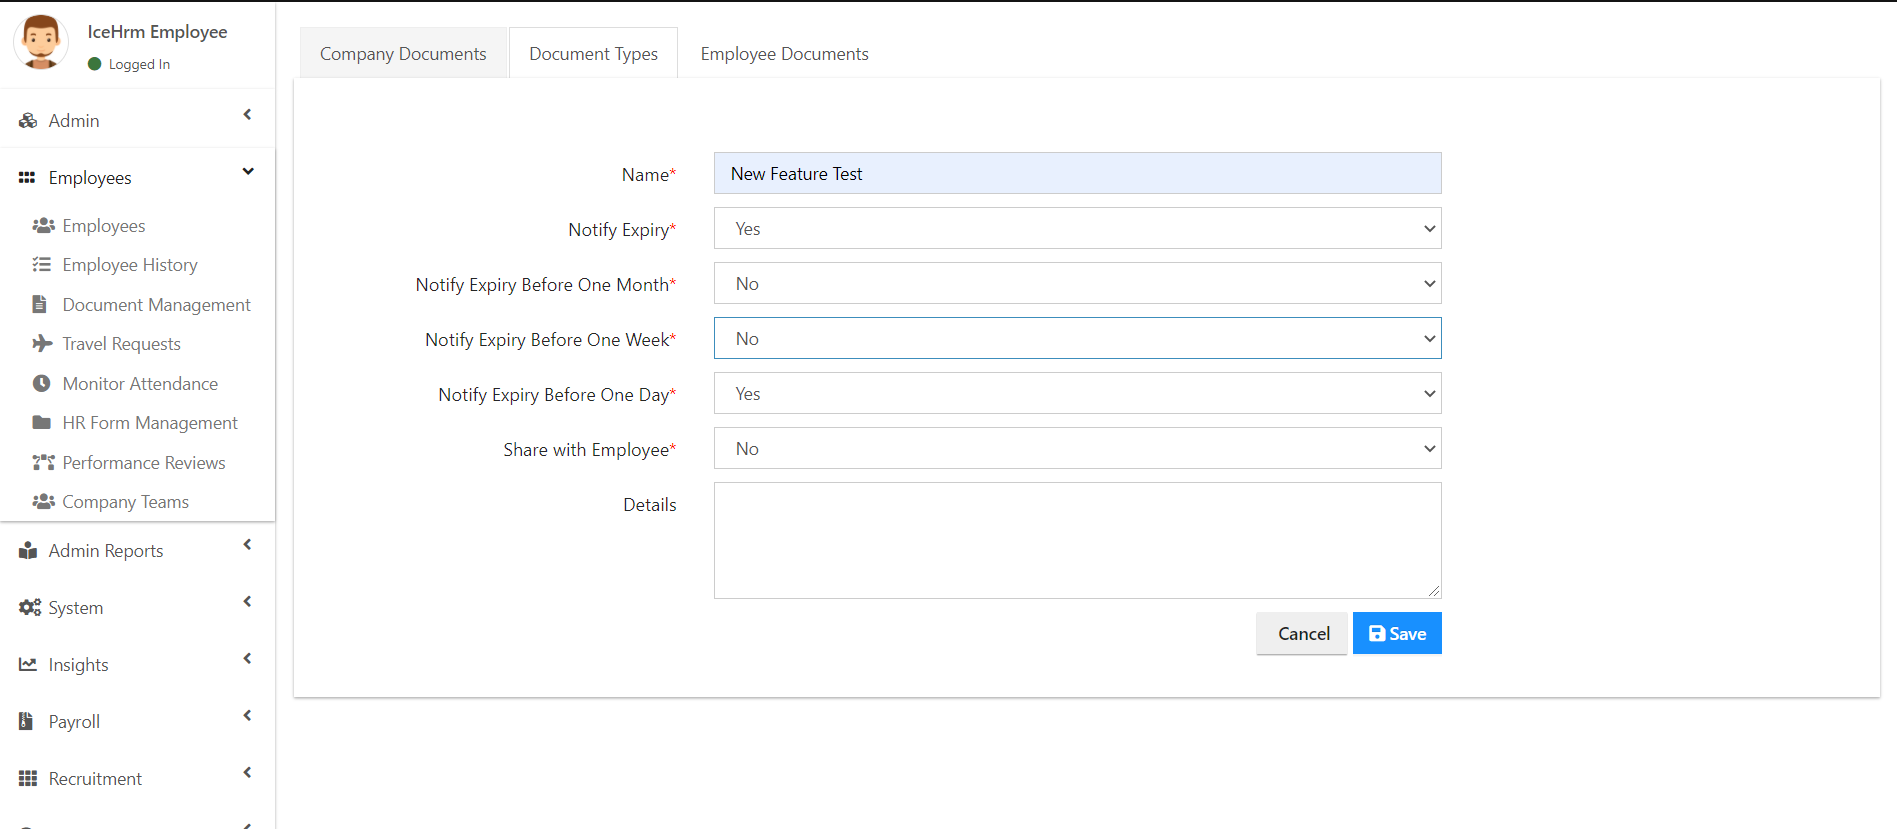 IceHrm Employee
Logged In
Admin
Employees
Employees
Employee History
Document Management
Travel Requests
Monitor Attendance
HR Form Management
Performance Reviews
Company Teams
Admin Reports
System
Insights
Payroll
Recruitment
Company Documents Document Types Employee Documents
Name* New Feature Test
Notify Expiry* Yes
Notify Expiry Before One Month* No
Notify Expiry Before One Week* No
Notify Expiry Before One Day* Yes
Share with Employee* No
Details
Cancel Save